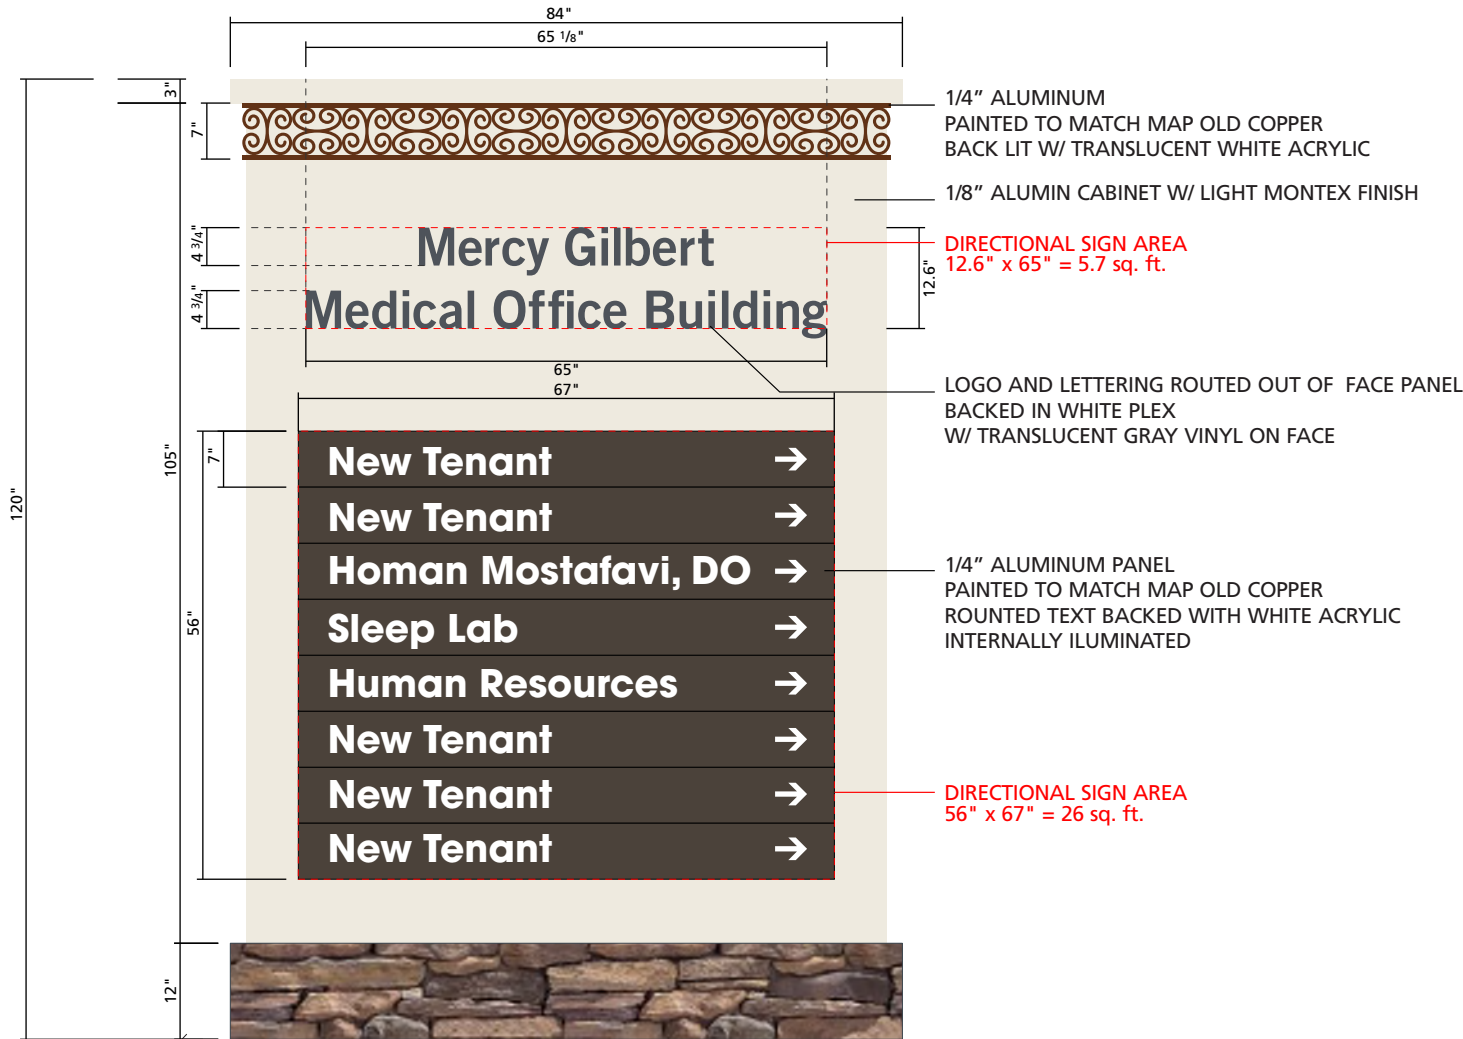 84"
65 1/8"
3"
7"
1/4” ALUMINUM
PAINTED TO MATCH MAP OLD COPPER
BACK LIT W/ TRANSLUCENT WHITE ACRYLIC
1/8” ALUMIN CABINET W/ LIGHT MONTEX FINISH
4 3/4"
4 3/4"
Mercy Gilbert
Medical Office Building
12.6"
DIRECTIONAL SIGN AREA
12.6" x 65" = 5.7 sq. ft.
65"
67"
LOGO AND LETTERING ROUTED OUT OF FACE PANEL
BACKED IN WHITE PLEX
W/ TRANSLUCENT GRAY VINYL ON FACE
120"
105"
7"
56"
New Tenant →
New Tenant →
Homan Mostafavi, DO →
Sleep Lab →
Human Resources →
New Tenant →
New Tenant →
New Tenant →
1/4” ALUMINUM PANEL
PAINTED TO MATCH MAP OLD COPPER
ROUNTED TEXT BACKED WITH WHITE ACRYLIC
INTERNALLY ILUMINATED
DIRECTIONAL SIGN AREA
56" x 67" = 26 sq. ft.
12"